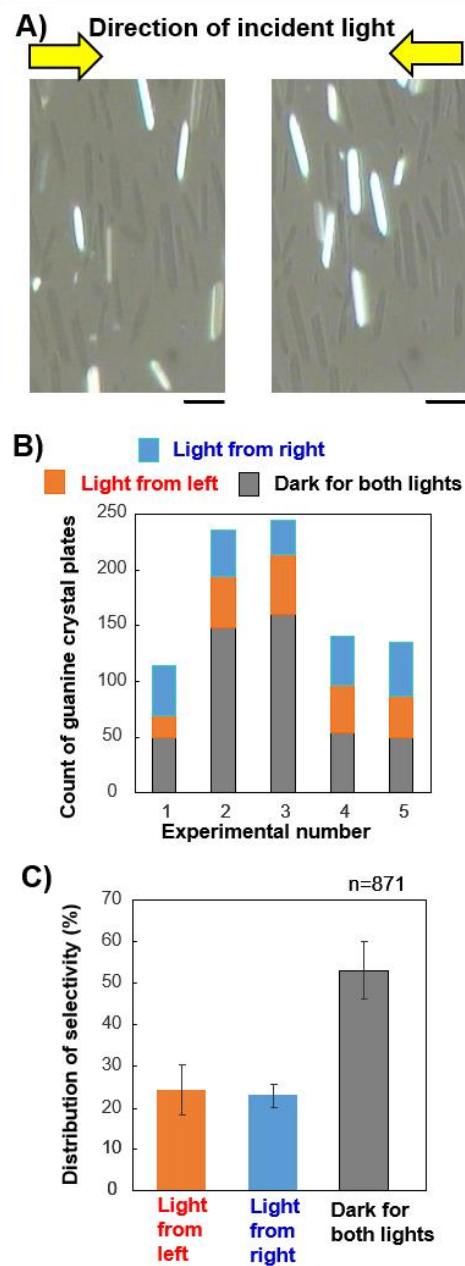 A)
Direction of incident light
B)
Light from right
Light from left
Dark for both lights
Count of guanine crystal plates
250
200
150
100
50
0
1 2 3 4 5
Experimental number
C)
n=871
Distribution of selectivity (%)
70
60
50
40
30
20
10
0
Light
from
left
Light
from
right
Dark for
both lights